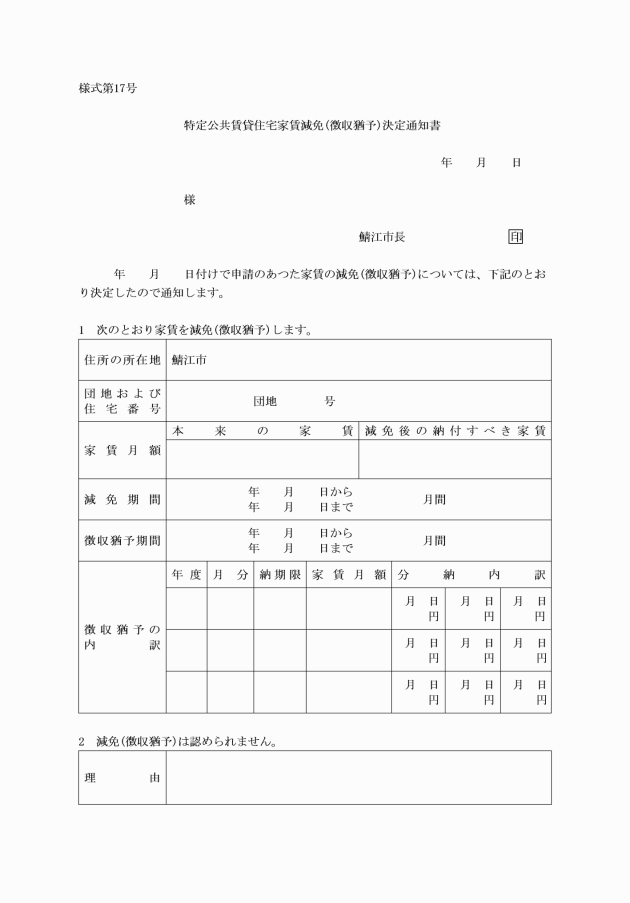 様式第17号
特定公共賃貸住宅家賃減免(徴収猶予)決定通知書
年　　月　　日
様
鯖江市長　　　　　　　　　印
年　　月　　日付けで申請のあつた家賃の減免(徴収猶予)については、下記のとお
り決定したので通知します。
1　次のとおり家賃を減免(徴収猶予)します。
住所の所在地　鯖江市
団地および
住宅番号
団地　　　　号
家賃月額
本来の家賃　減免後の納付すべき家賃
減免期間
年　　月　　日から
年　　月　　日まで
月間
徴収猶予期間
年　　月　　日から
年　　月　　日まで
月間
徴収猶予の
内訳
年度　月分　納期限　家賃月額　分納内訳
月　日　月　日　月　日
円　円　円
月　日　月　日　月　日
円　円　円
月　日　月　日　月　日
円　円　円
2　減免(徴収猶予)は認められません。
理由